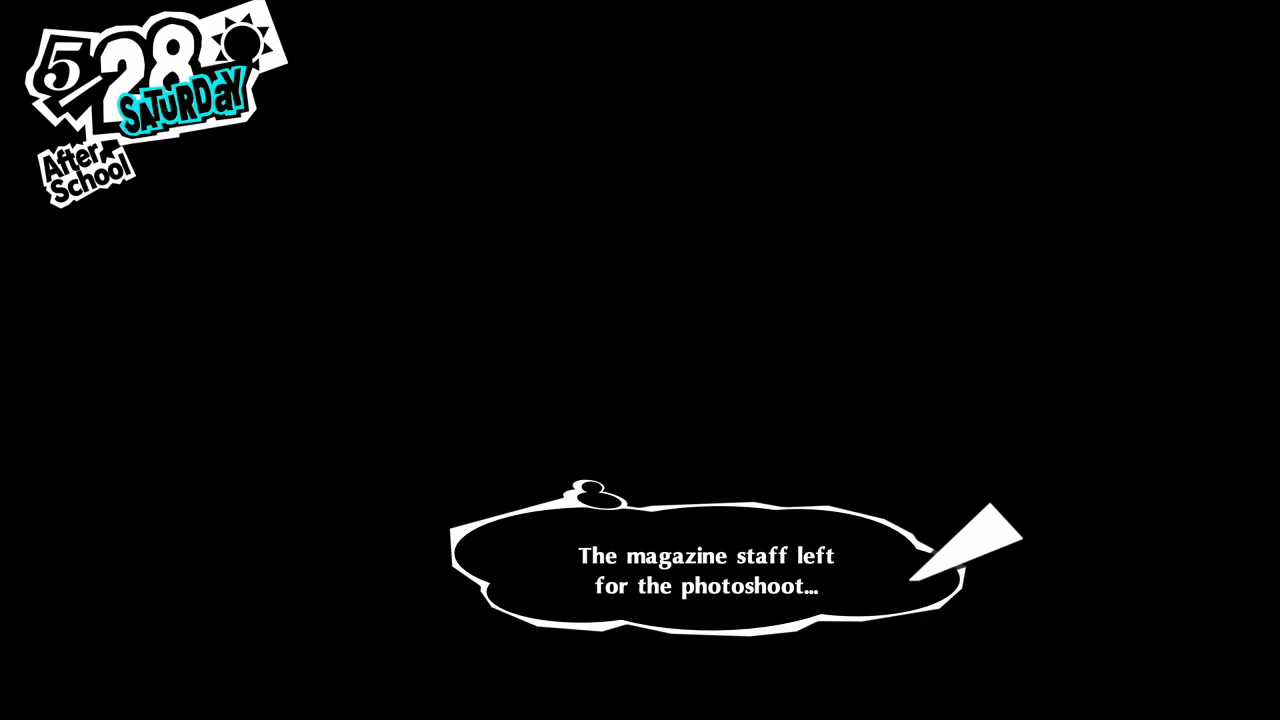 5/28
SATURDaY
After
School
The magazine staff left
for the photoshoot...